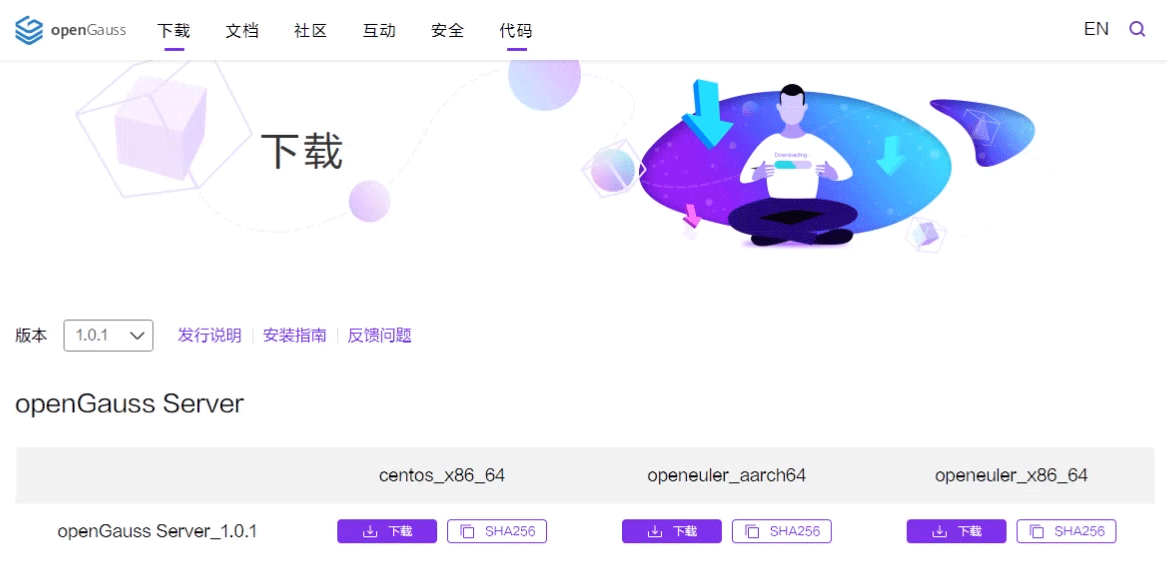 openGauss 下载 文档 社区 互动 安全 代码 EN
下载
Downloading
版本 1.0.1 发行说明 安装指南 反馈问题
openGauss Server
centos_x86_64 openeuler_aarch64 openeuler_x86_64
openGauss Server_1.0.1 下载 SHA256 下载 SHA256 下载 SHA256